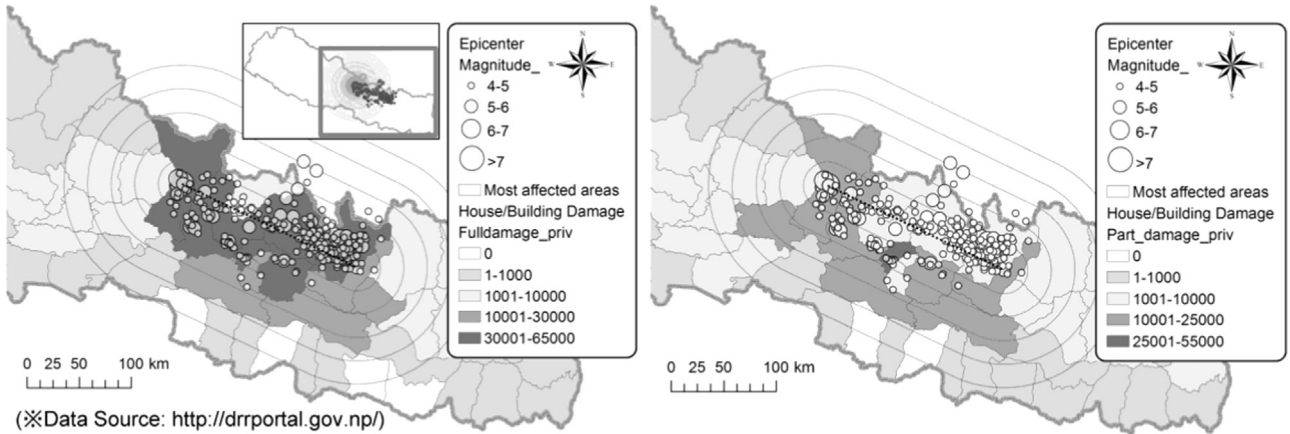 Epicenter
Magnitude_
4-5
5-6
6-7
>7
Most affected areas
House/Building Damage
Fulldamage_priv
0
1-1000
1001-10000
10001-30000
30001-65000
N
W E
S
0 25 50 100 km
(※Data Source: http://drrportal.gov.np/)
Epicenter
Magnitude_
4-5
5-6
6-7
>7
Most affected areas
House/Building Damage
Part_damage_priv
0
1-1000
1001-10000
10001-25000
25001-55000
N
W E
S
0 25 50 100 km